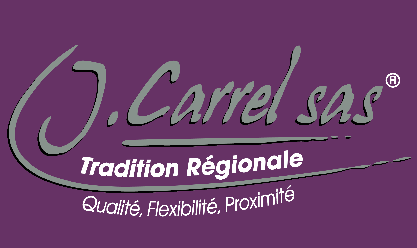 J. Carrel sas®
Tradition Régionale
Qualité, Flexibilité, Proximité